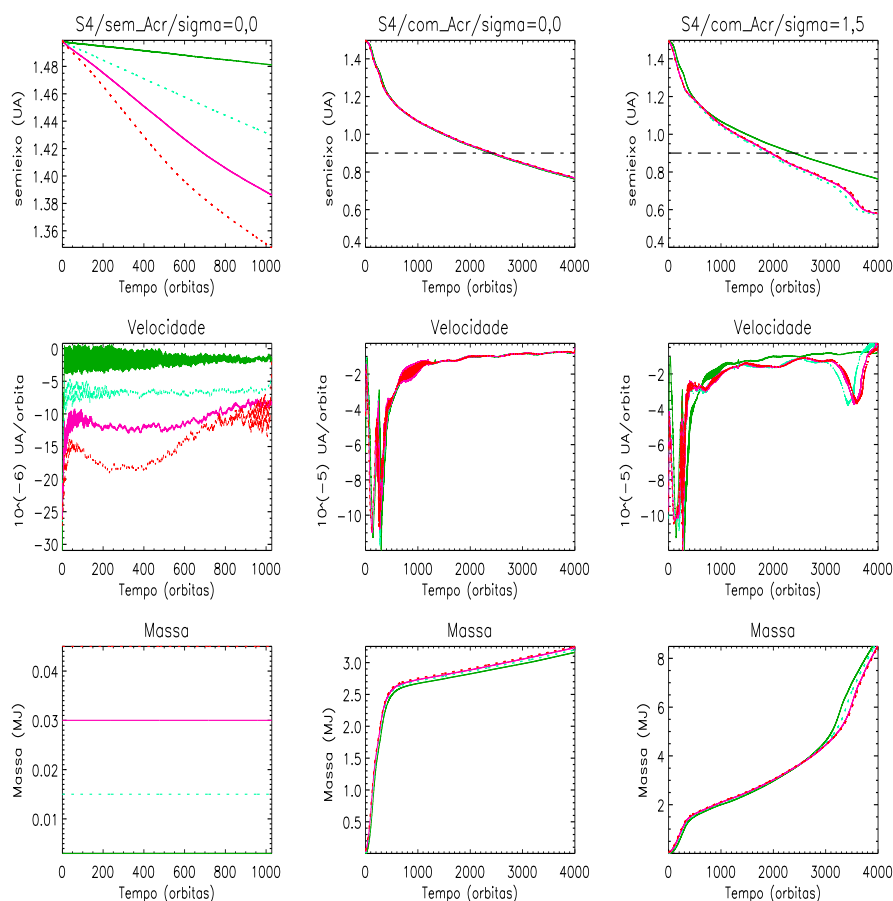 S4/sem_Acr/sigma=0,0
S4/com_Acr/sigma=0,0
S4/com_Acr/sigma=1,5
semieixo (UA)
1.48
1.46
1.44
1.42
1.40
1.38
1.36
0 200 400 600 800 1000
Tempo (orbitas)
semieixo (UA)
1.4
1.2
1.0
0.8
0.6
0.4
0 1000 2000 3000 4000
Tempo (orbitas)
semieixo (UA)
1.4
1.2
1.0
0.8
0.6
0.4
0 1000 2000 3000 4000
Tempo (orbitas)
Velocidade
10^(-6) UA/orbita
0
-5
-10
-15
-20
-25
-30
0 200 400 600 800 1000
Tempo (orbitas)
Velocidade
10^(-5) UA/orbita
-2
-4
-6
-8
-10
0 1000 2000 3000 4000
Tempo (orbitas)
Velocidade
10^(-5) UA/orbita
-2
-4
-6
-8
-10
0 1000 2000 3000 4000
Tempo (orbitas)
Massa
Massa (MJ)
0.04
0.03
0.02
0.01
0 200 400 600 800 1000
Tempo (orbitas)
Massa
Massa (MJ)
3.0
2.5
2.0
1.5
1.0
0.5
0 1000 2000 3000 4000
Tempo (orbitas)
Massa
Massa (MJ)
8
6
4
2
0 1000 2000 3000 4000
Tempo (orbitas)